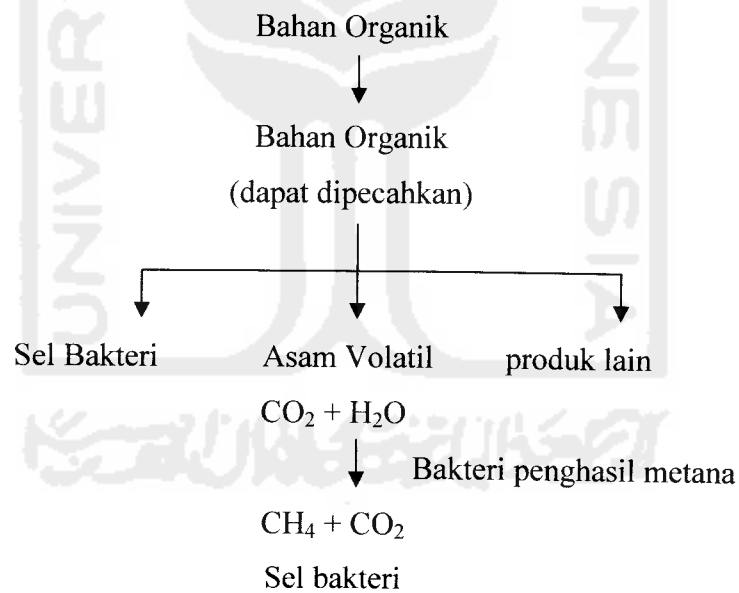 Bahan Organik
Bahan Organik
(dapat dipecahkan)
Sel Bakteri Asam Volatil produk lain
CO₂ + H₂O
Bakteri penghasil metana
CH₄ + CO₂
Sel bakteri